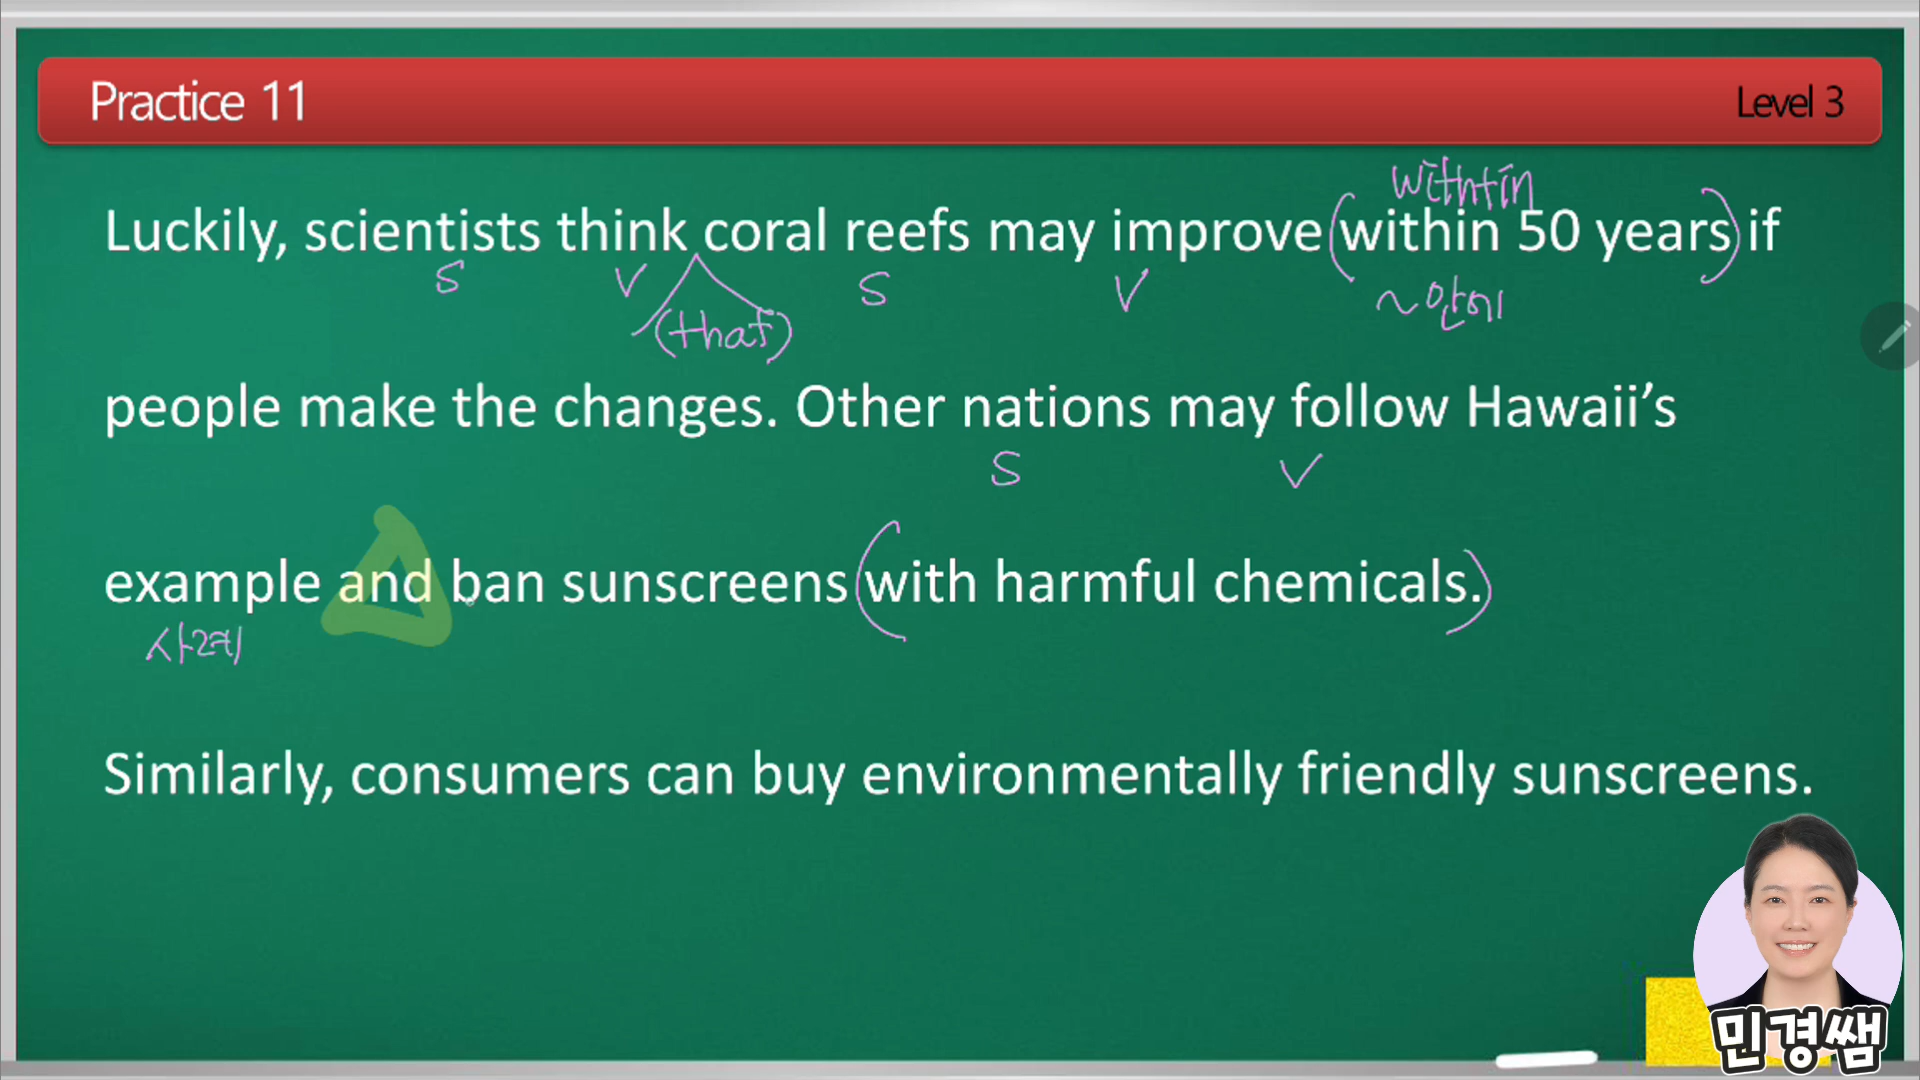 Practice 11
Level 3
withtin
Luckily, scientists think coral reefs may improve (within 50 years) if
S V S V ~안에
(that)
people make the changes. Other nations may follow Hawaii's
S V
example and ban sunscreens (with harmful chemicals.)
사례
Similarly, consumers can buy environmentally friendly sunscreens.
민경쌤